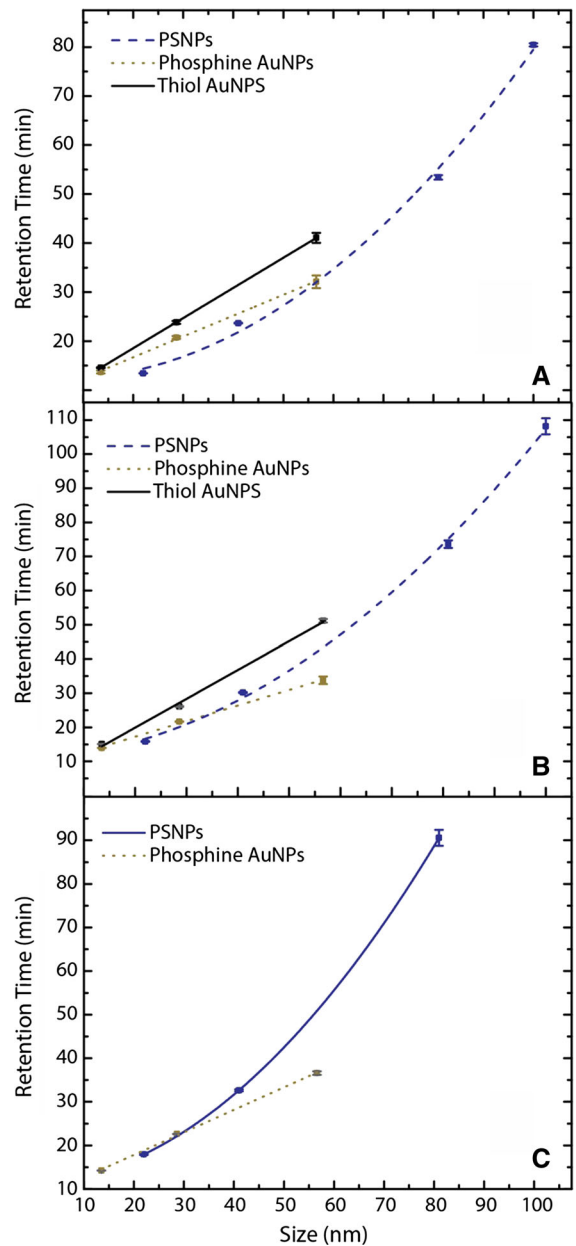 A
PSNPs
Phosphine AuNPs
Thiol AuNPS
Retention Time (min)
80
70
60
50
40
30
20
B
PSNPs
Phosphine AuNPs
Thiol AuNPS
Retention Time (min)
110
100
90
80
70
60
50
40
30
20
10
C
PSNPs
Phosphine AuNPs
Retention Time (min)
90
80
70
60
50
40
30
20
10
10 20 30 40 50 60 70 80 90 100
Size (nm)